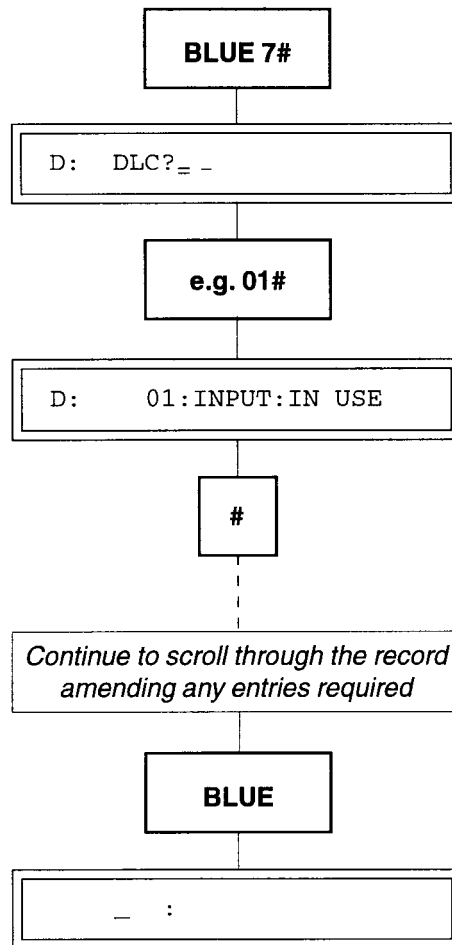 BLUE 7#
D: DLC?= _
e.g. 01#
D: 01:INPUT:IN USE
#
Continue to scroll through the record
amending any entries required
BLUE
_ :